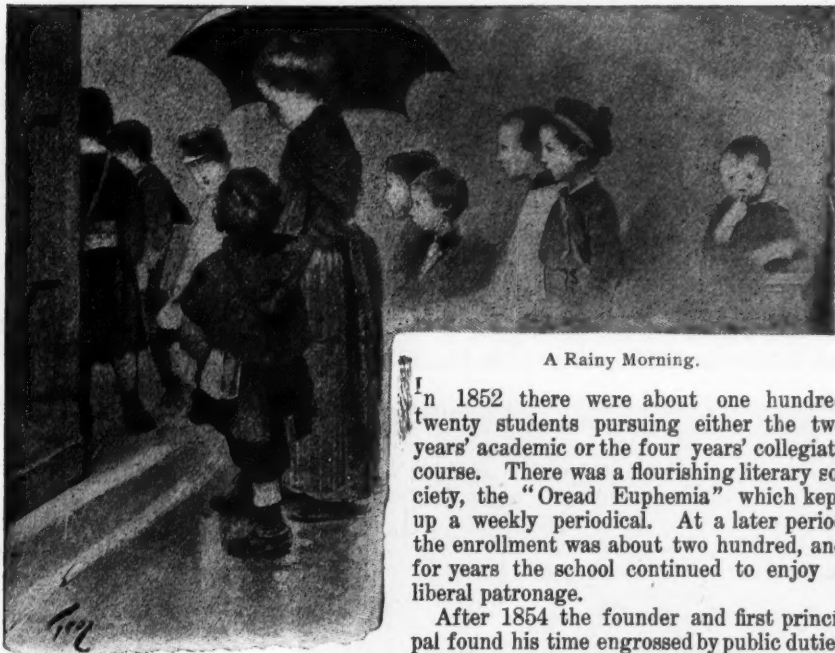 A Rainy Morning.
In 1852 there were about one hundre
twenty students pursuing either the tw
years' academic or the four years' collegiat
course. There was a flourishing literary so
ciety, the "Oread Euphemia" which kep
up a weekly periodical. At a later perio
the enrollment was about two hundred, an
for years the school continued to enjoy
liberal patronage.
After 1854 the founder and first princi
pal found his time engrossed by public dutie